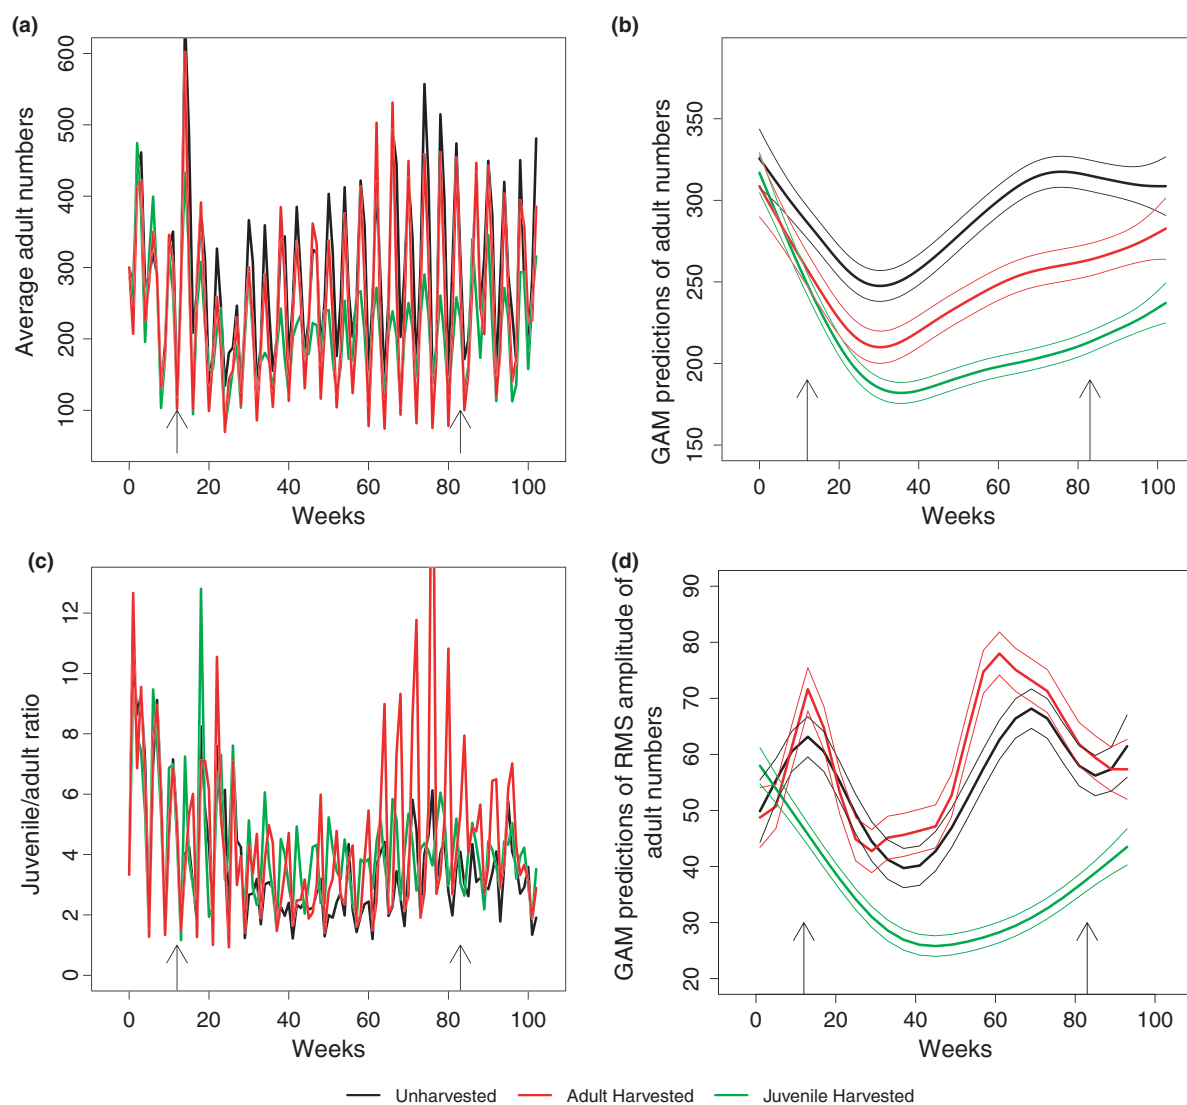 (a)
Average adult numbers
600
500
400
300
200
100
0 20 40 60 80 100
Weeks
(b)
GAM predictions of adult numbers
350
300
250
200
150
0 20 40 60 80 100
Weeks
(c)
Juvenile/adult ratio
12
10
8
6
4
2
0
0 20 40 60 80 100
Weeks
(d)
GAM predictions of RMS amplitude of
adult numbers
90
80
70
60
50
40
30
20
0 20 40 60 80 100
Weeks
Unharvested Adult Harvested Juvenile Harvested